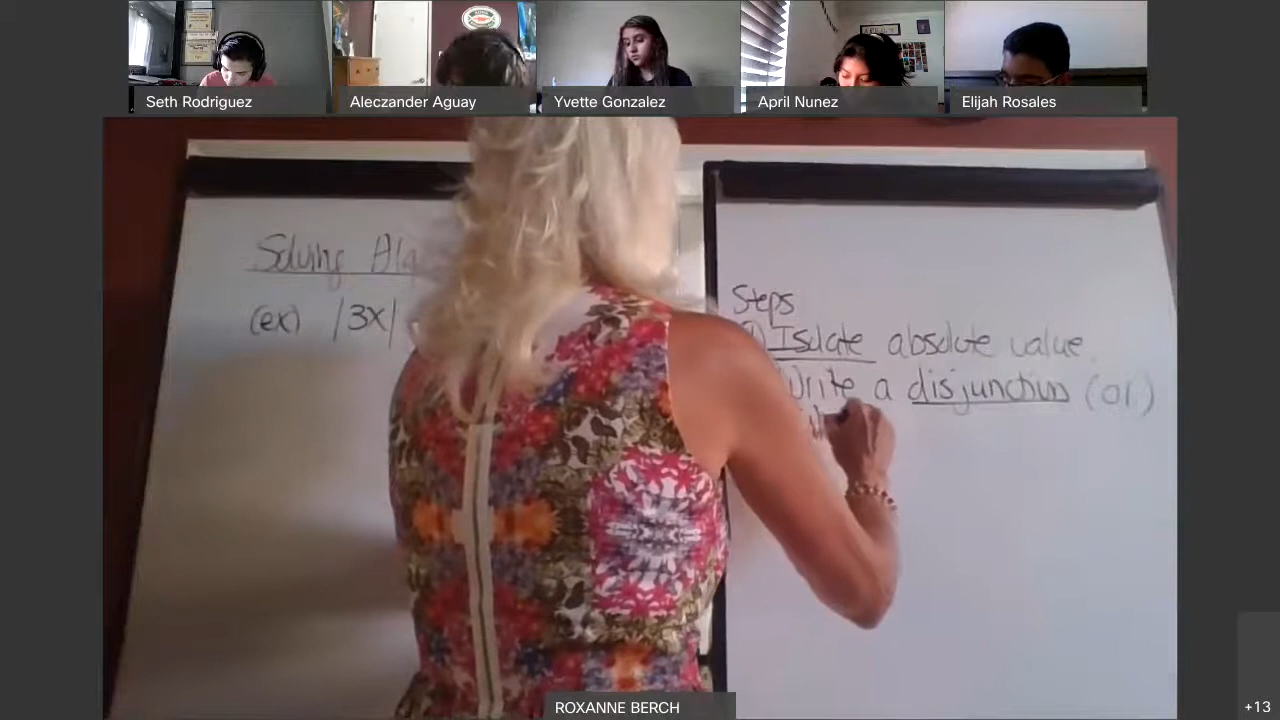 Seth Rodriguez
Aleczander Aguay
Yvette Gonzalez
April Nunez
Elijah Rosales
Solving Alg
(ex) |3x|
Steps
Isolate absolute value.
Write a disjunction (or)
ROXANNE BERCH
+13